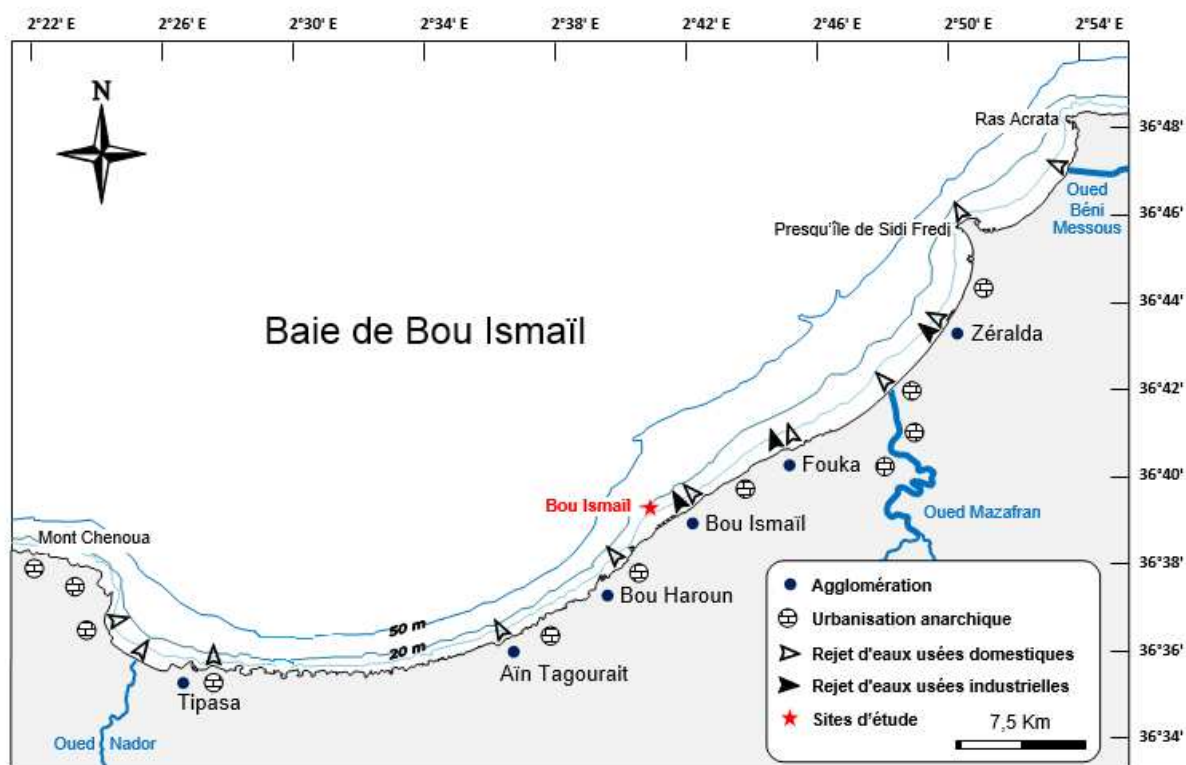 2°22' E 2°26' E 2°30' E 2°34' E 2°38' E 2°42' E 2°46' E 2°50' E 2°54' E
N
Ras Acrata
36°48'
Oued
Béni
Messous
36°46'
Presqu'île de Sidi Fredj
36°44'
Baie de Bou Ismaïl
Zéralda
36°42'
Fouka
36°40'
Bou Ismaïl
Bou Ismaïl
Oued Mazafran
Mont Chenoua
36°38'
Bou Haroun
50 m
20 m
36°36'
Aïn Tagourait
Tipasa
Oued Nador
36°34'
Agglomération
Urbanisation anarchique
Rejet d'eaux usées domestiques
Rejet d'eaux usées industrielles
Sites d'étude
7,5 Km